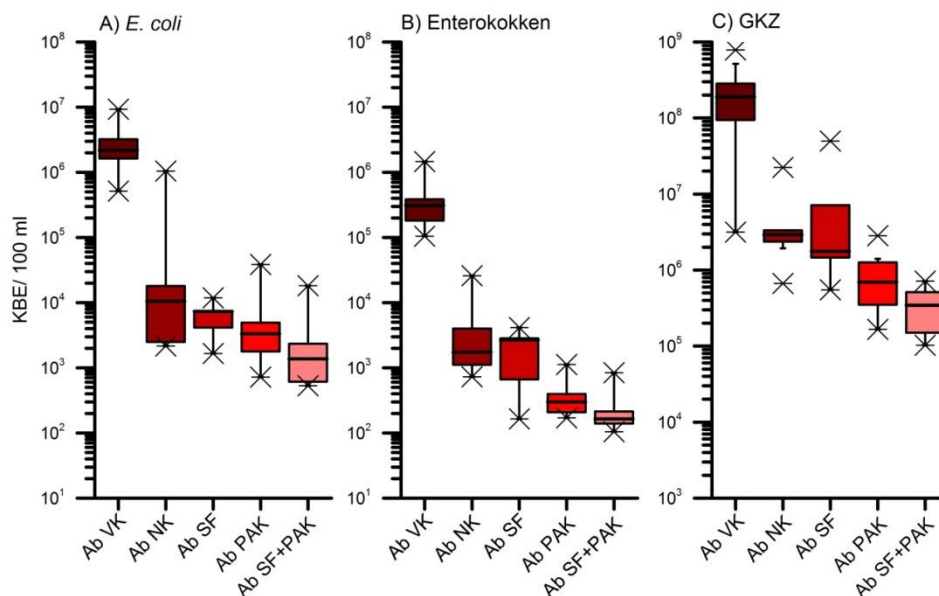 A) E. coli
B) Enterokokken
C) GKZ
KBE/ 100 ml
10⁸
10⁷
10⁶
10⁵
10⁴
10³
10²
10¹
10⁸
10⁷
10⁶
10⁵
10⁴
10³
10²
10¹
10⁹
10⁸
10⁷
10⁶
10⁵
10⁴
10³
Ab VK
Ab NK
Ab SF
Ab PAK
Ab SF+PAK
Ab VK
Ab NK
Ab SF
Ab PAK
Ab SF+PAK
Ab VK
Ab NK
Ab SF
Ab PAK
Ab SF+PAK